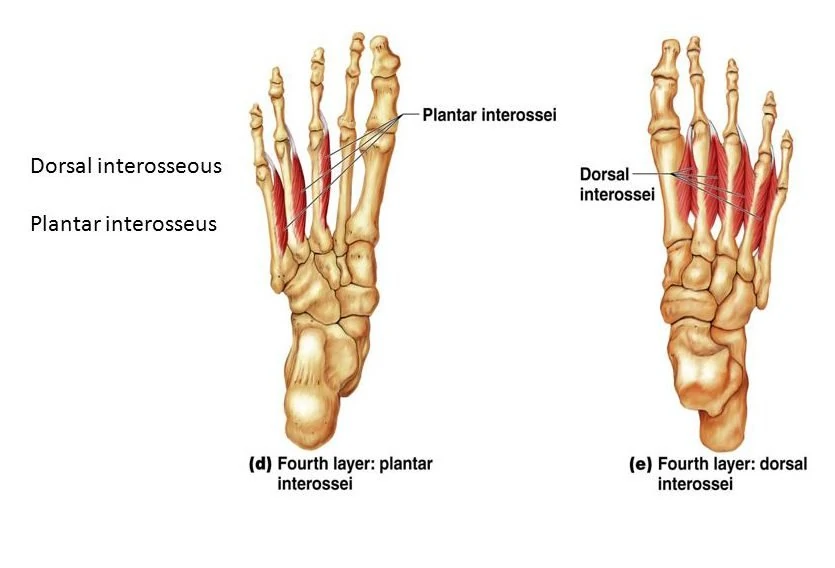 Plantar interossei
Dorsal interosseous
Dorsal
interossei
Plantar interosseus
(d) Fourth layer: plantar
interossei
(e) Fourth layer: dorsal
interossei